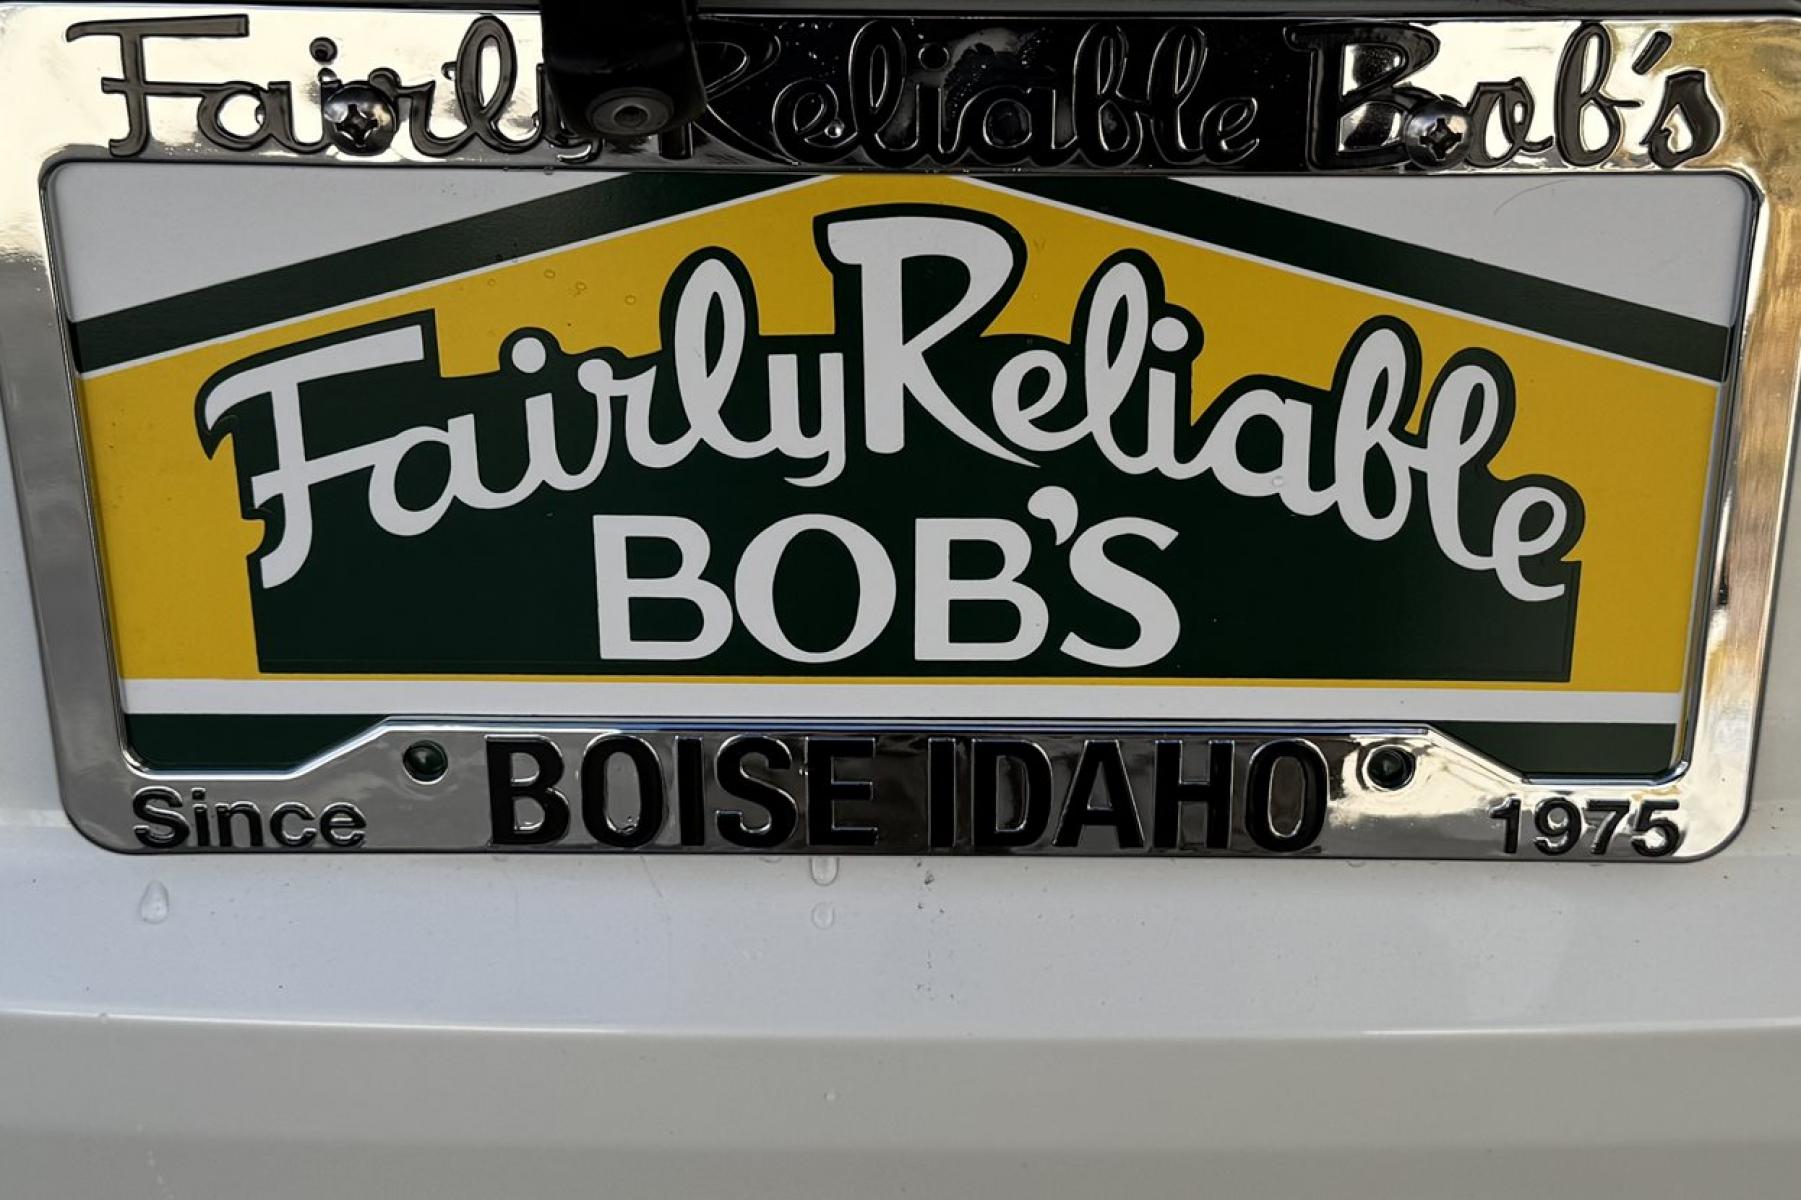 Fairly Reliable Bob's
Fairly Reliable
BOB'S
BOISE IDAHO
Since 1975